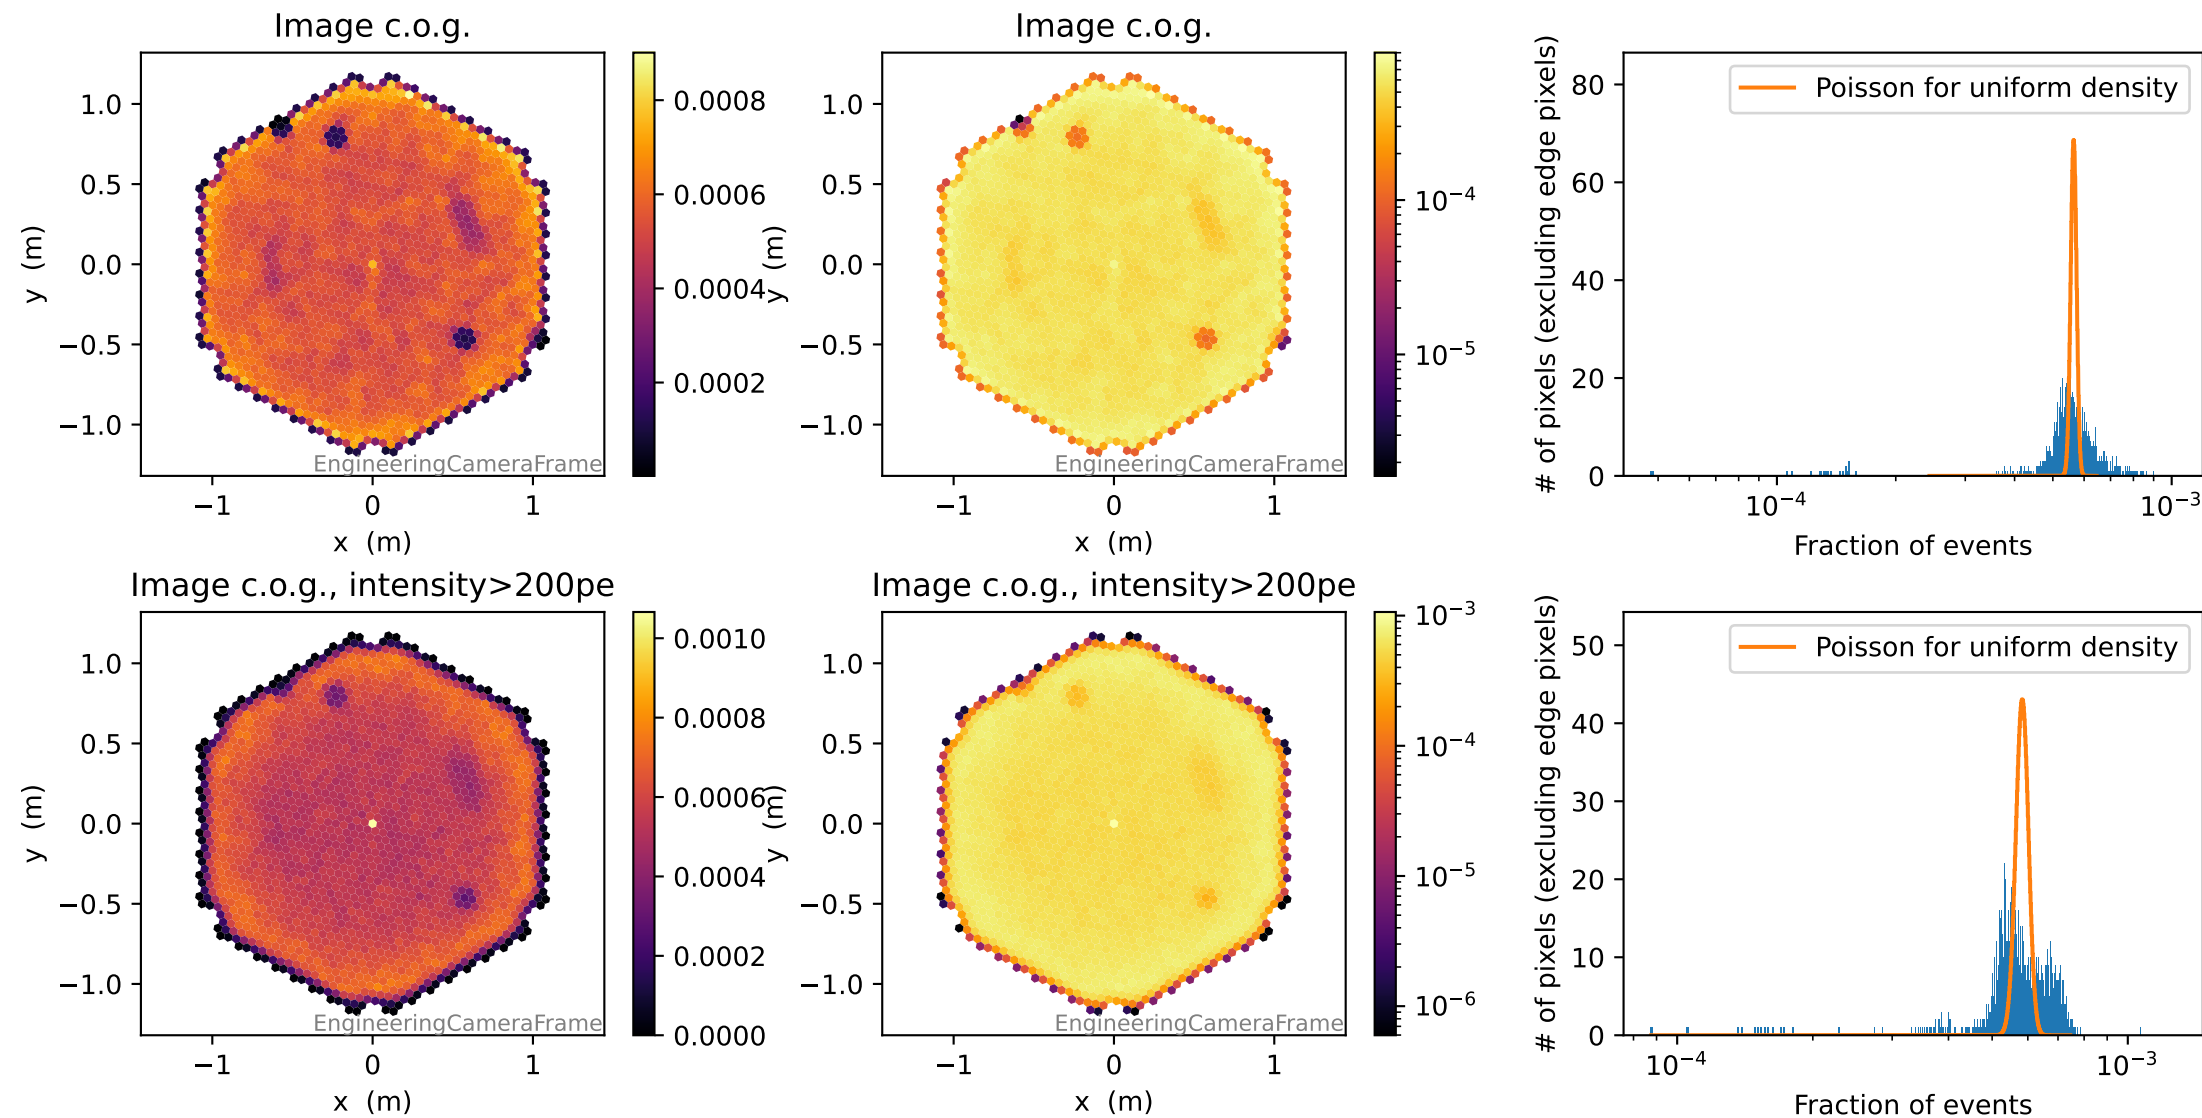 Image c.o.g.
1.0
0.5
0.0
−0.5
−1.0
y (m)
−1
0
1
x (m)
EngineeringCameraFrame
0.0008
0.0006
0.0004
0.0002
Image c.o.g.
1.0
0.5
0.0
−0.5
−1.0
y (m)
−1
0
1
x (m)
EngineeringCameraFrame
10⁻⁴
10⁻⁵
# of pixels (excluding edge pixels)
80
60
40
20
0
Poisson for uniform density
10⁻⁴
10⁻³
Fraction of events
Image c.o.g., intensity>200pe
1.0
0.5
0.0
−0.5
−1.0
y (m)
−1
0
1
x (m)
EngineeringCameraFrame
0.0010
0.0008
0.0006
0.0004
0.0002
0.0000
Image c.o.g., intensity>200pe
1.0
0.5
0.0
−0.5
−1.0
y (m)
−1
0
1
x (m)
EngineeringCameraFrame
10⁻³
10⁻⁴
10⁻⁵
10⁻⁶
# of pixels (excluding edge pixels)
50
40
30
20
10
0
Poisson for uniform density
10⁻⁴
10⁻³
Fraction of events